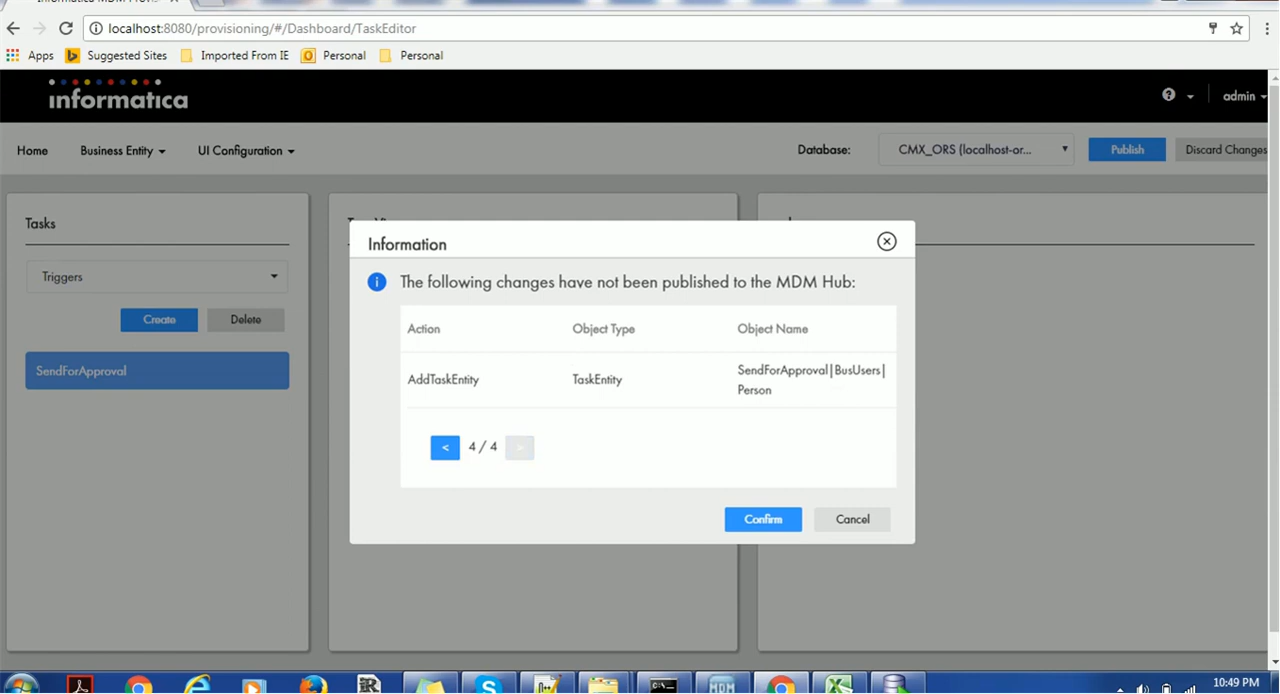 Informatica MDM
localhost:8080/provisioning/#/Dashboard/TaskEditor
Apps Suggested Sites Imported From IE Personal Personal
informatica
admin
Home Business Entity UI Configuration Database: CMX_ORS (localhost-or... Publish Discard Changes
Tasks
Triggers
Create Delete
SendForApproval
Information
The following changes have not been published to the MDM Hub:
Action Object Type Object Name
AddTaskEntity TaskEntity SendForApproval|BusUsers|
Person
< 4 / 4 >
Confirm Cancel
MDM
10:49 PM